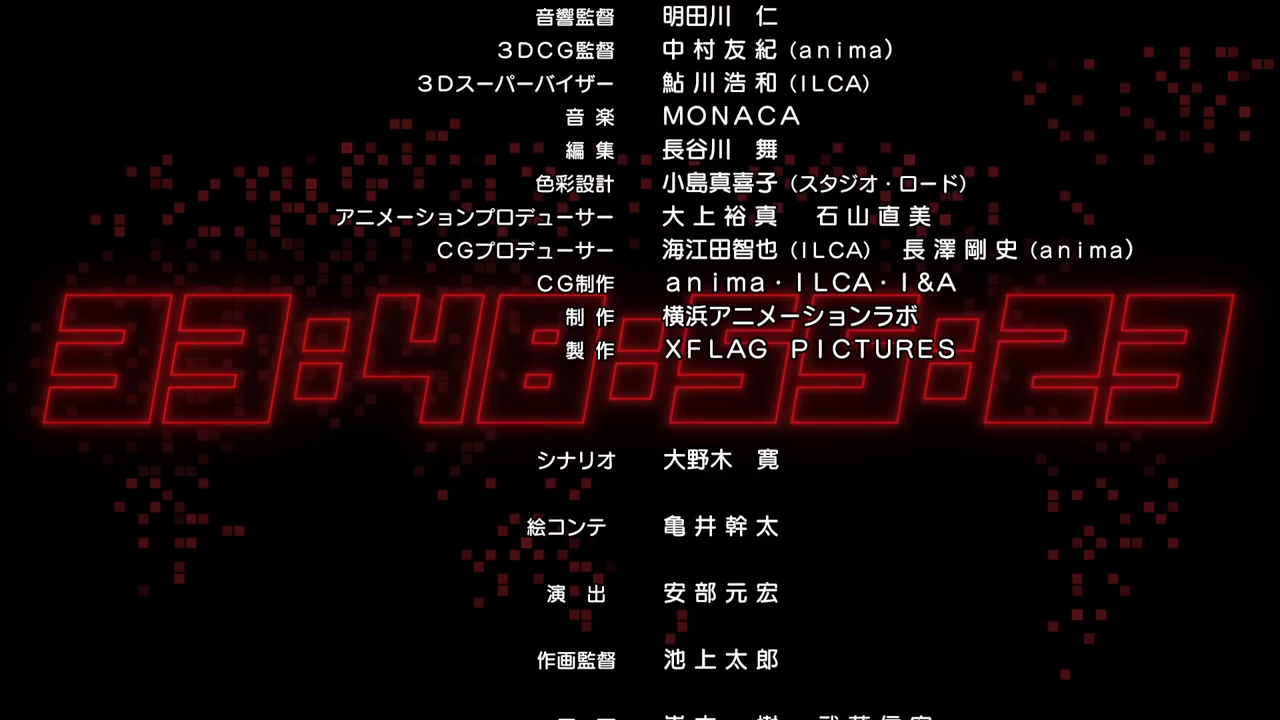 音響監督 明田川 仁
3DCG監督 中村友紀 (anima)
3Dスーパーバイザー 鮎川浩和 (ILCA)
音楽 MONACA
編集 長谷川 舞
色彩設計 小島真喜子 (スタジオ・ロード)
アニメーションプロデューサー 大上裕真 石山直美
CGプロデューサー 海江田智也 (ILCA) 長澤剛史 (anima)
CG制作 anima・ILCA・I&A
制作 横浜アニメーションラボ
製作 XFLAG PICTURES
33:48:55:23
シナリオ 大野木 寛
絵コンテ 亀井幹太
演出 安部元宏
作画監督 池上太郎